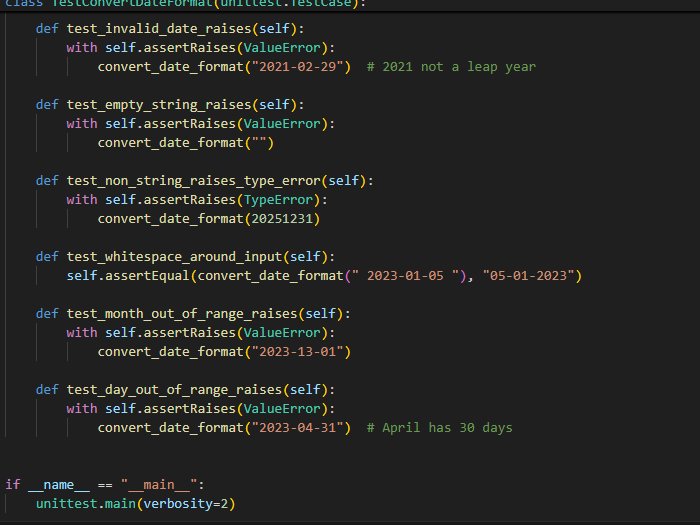 class TestConvertDateFormat(unittest.TestCase):
    def test_invalid_date_raises(self):
        with self.assertRaises(ValueError):
            convert_date_format("2021-02-29")  # 2021 not a leap year

    def test_empty_string_raises(self):
        with self.assertRaises(ValueError):
            convert_date_format("")

    def test_non_string_raises_type_error(self):
        with self.assertRaises(TypeError):
            convert_date_format(20251231)

    def test_whitespace_around_input(self):
        self.assertEqual(convert_date_format(" 2023-01-05 "), "05-01-2023")

    def test_month_out_of_range_raises(self):
        with self.assertRaises(ValueError):
            convert_date_format("2023-13-01")

    def test_day_out_of_range_raises(self):
        with self.assertRaises(ValueError):
            convert_date_format("2023-04-31")  # April has 30 days


if __name__ == "__main__":
    unittest.main(verbosity=2)